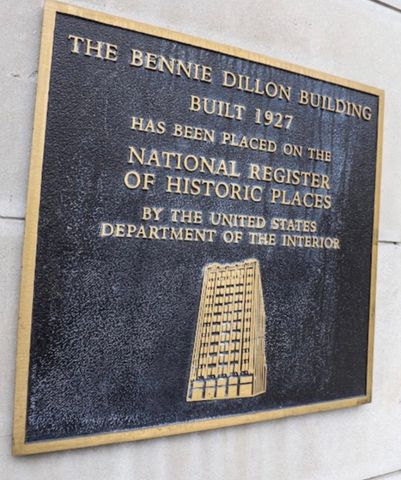 THE BENNIE DILLON BUILDING
BUILT 1927
HAS BEEN PLACED ON THE
NATIONAL REGISTER
OF HISTORIC PLACES
BY THE UNITED STATES
DEPARTMENT OF THE INTERIOR